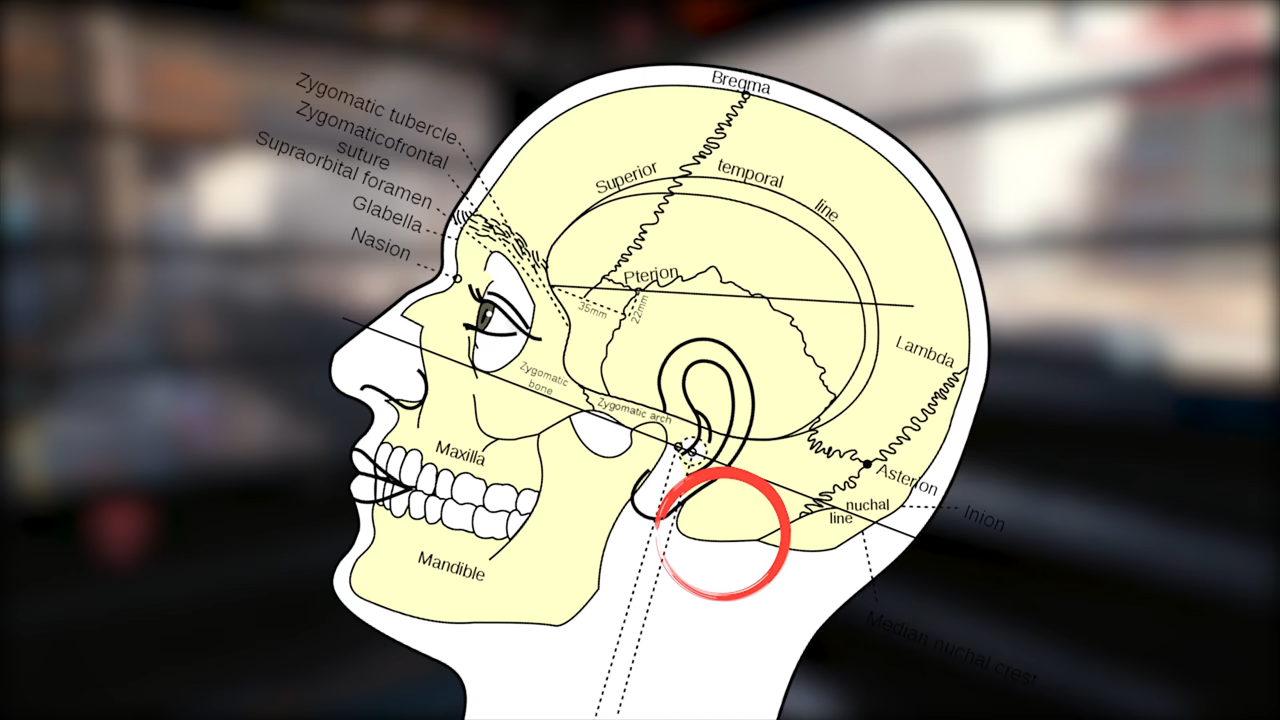 Bregma
Zygomatic tubercle
Zygomaticofrontal
suture
Supraorbital foramen
Glabella
Nasion
Superior temporal line
Pterion
35mm
22mm
Lambda
Zygomatic
bone
Zygomatic arch
Maxilla
Asterion
nuchal
line
Inion
Mandible
Median nuchal crest